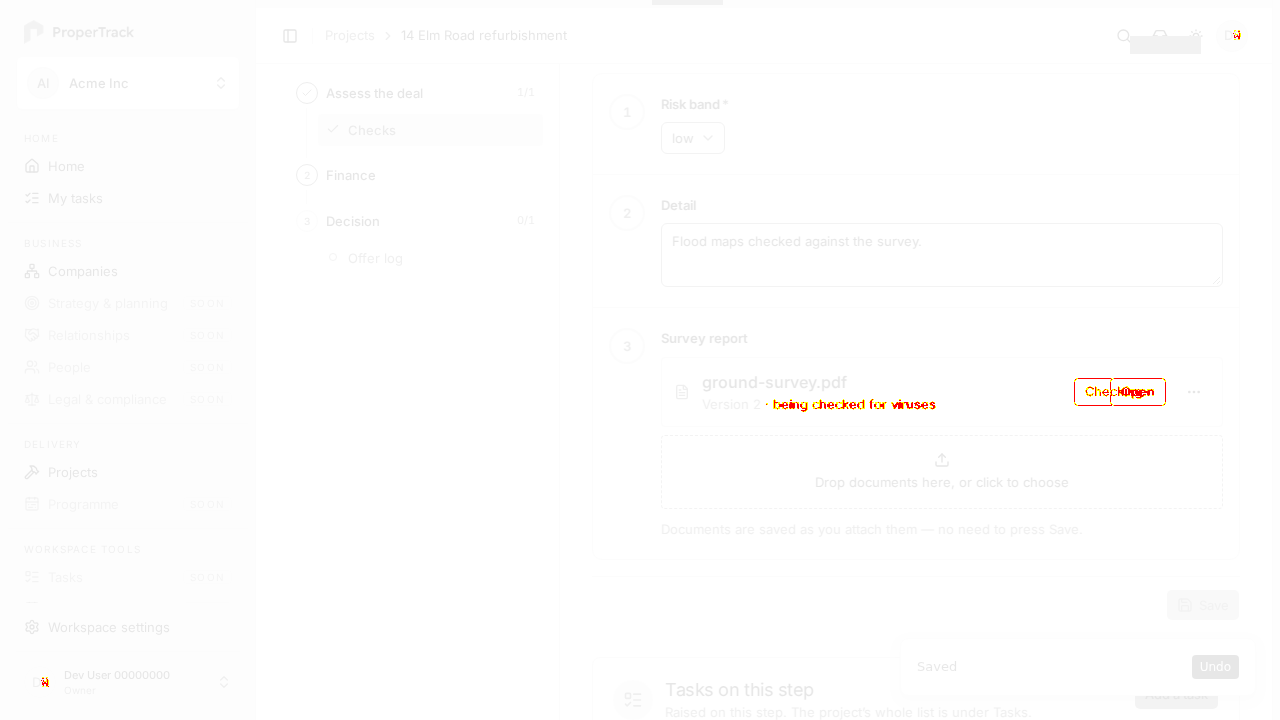 ProperTrack
AI Acme Inc
HOME
Home
My tasks
BUSINESS
Companies
Strategy & planning SOON
Relationships SOON
People SOON
Legal & compliance SOON
DELIVERY
Projects
Programme SOON
WORKSPACE TOOLS
Tasks SOON
Workspace settings
Dev User 00000000
Owner
Projects > 14 Elm Road refurbishment
Assess the deal 1/1
Checks
2 Finance
3 Decision 0/1
Offer log
1 Risk band *
low
2 Detail
Flood maps checked against the survey.
3 Survey report
ground-survey.pdf
Version 2 · being checked for viruses
Open
Drop documents here, or click to choose
Documents are saved as you attach them — no need to press Save.
Save
Saved Undo
Tasks on this step
Raised on this step. The project's whole list is under Tasks.